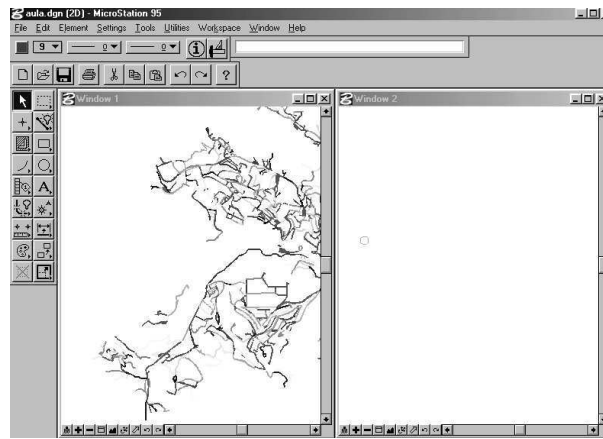 aula.dgn (2D) - MicroStation 95
File Edit Element Settings Tools Utilities Workspace Window Help
9 0 0
Window 1
Window 2
A